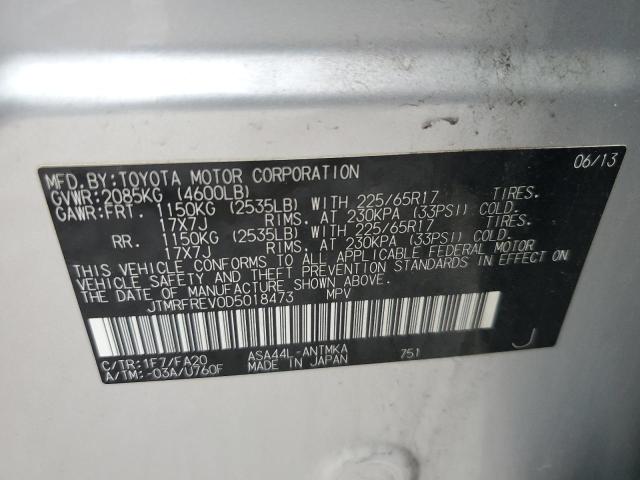 MFD.BY:TOYOTA MOTOR CORPORATION 06/13
GVWR:2085KG (4600LB)
GAWR:FRT. 1150KG (2535LB) WITH 225/65R17 TIRES.
17X7J RIMS. AT 230KPA (33PSI) COLD.
RR. 1150KG (2535LB) WITH 225/65R17 TIRES.
17X7J RIMS. AT 230KPA (33PSI) COLD.
THIS VEHICLE CONFORMS TO ALL APPLICABLE FEDERAL MOTOR
VEHICLE SAFETY AND THEFT PREVENTION STANDARDS IN EFFECT ON
THE DATE OF MANUFACTURE SHOWN ABOVE.
JTMRFREV0D5018473 MPV
C/TR:1F7/FA20 ASA44L-ANTMKA 751 J
A/TM:-03A/U760F MADE IN JAPAN